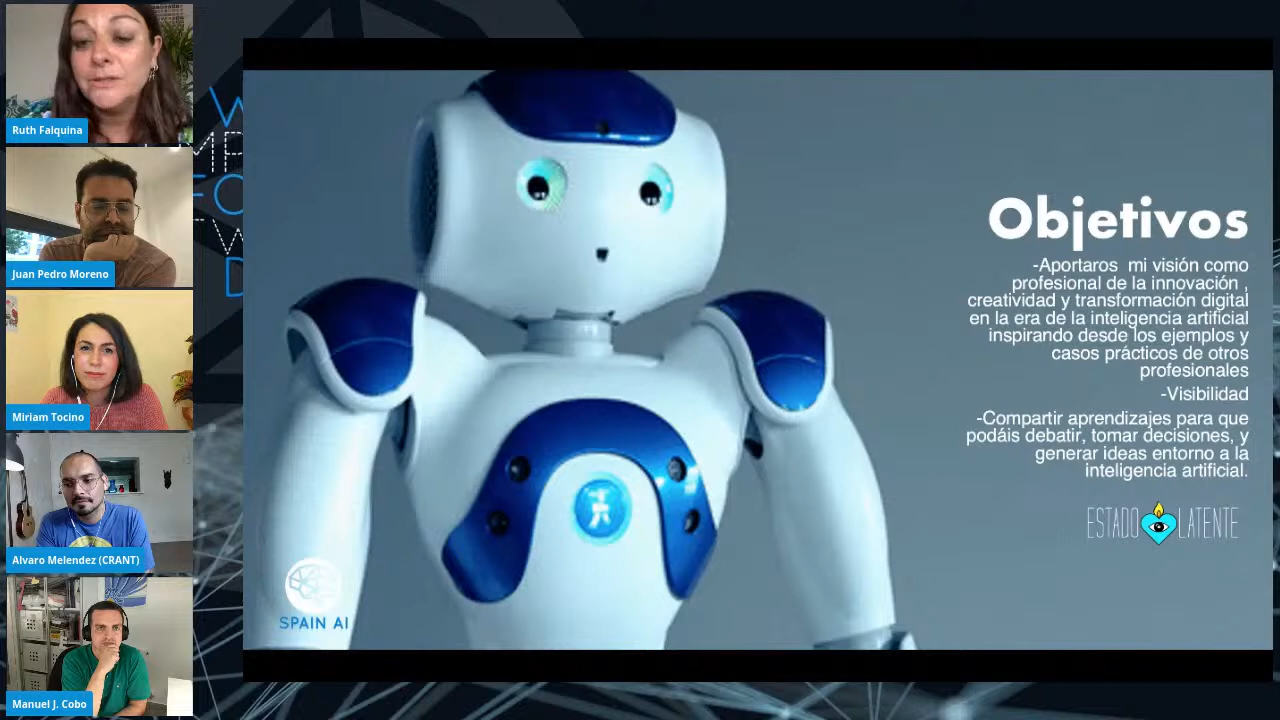 Ruth Falquina
Juan Pedro Moreno
Miriam Tocino
Alvaro Melendez (CRANT)
Manuel J. Cobo
Objetivos
-Aportaros mi visión como
profesional de la innovación ,
creatividad y transformación digital
en la era de la inteligencia artificial
inspirando desde los ejemplos y
casos prácticos de otros
profesionales
-Visibilidad
-Compartir aprendizajes para que
podáis debatir, tomar decisiones, y
generar ideas entorno a la
inteligencia artificial.
ESTADO LATENTE
SPAIN AI